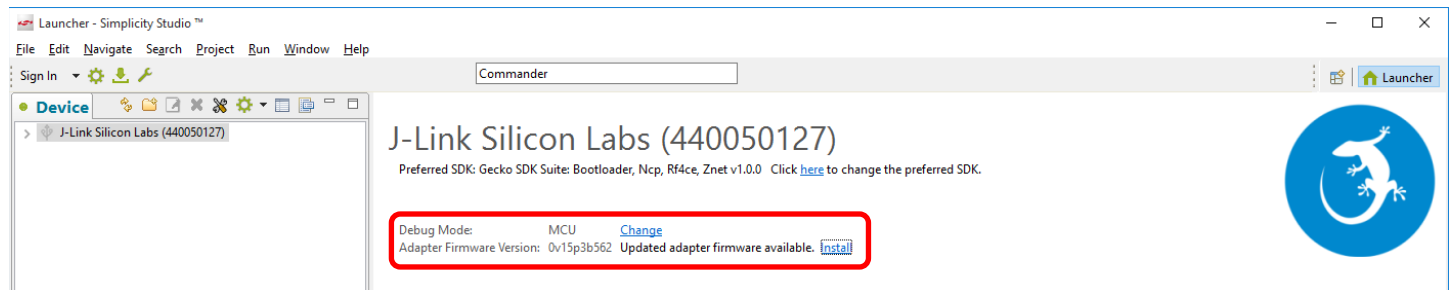 Launcher - Simplicity Studio ™
File Edit Navigate Search Project Run Window Help
Sign In
Commander
Launcher
Device
J-Link Silicon Labs (440050127)
J-Link Silicon Labs (440050127)
Preferred SDK: Gecko SDK Suite: Bootloader, Ncp, Rf4ce, Znet v1.0.0 Click here to change the preferred SDK.
Debug Mode: MCU Change
Adapter Firmware Version: 0v15p3b562 Updated adapter firmware available. Install